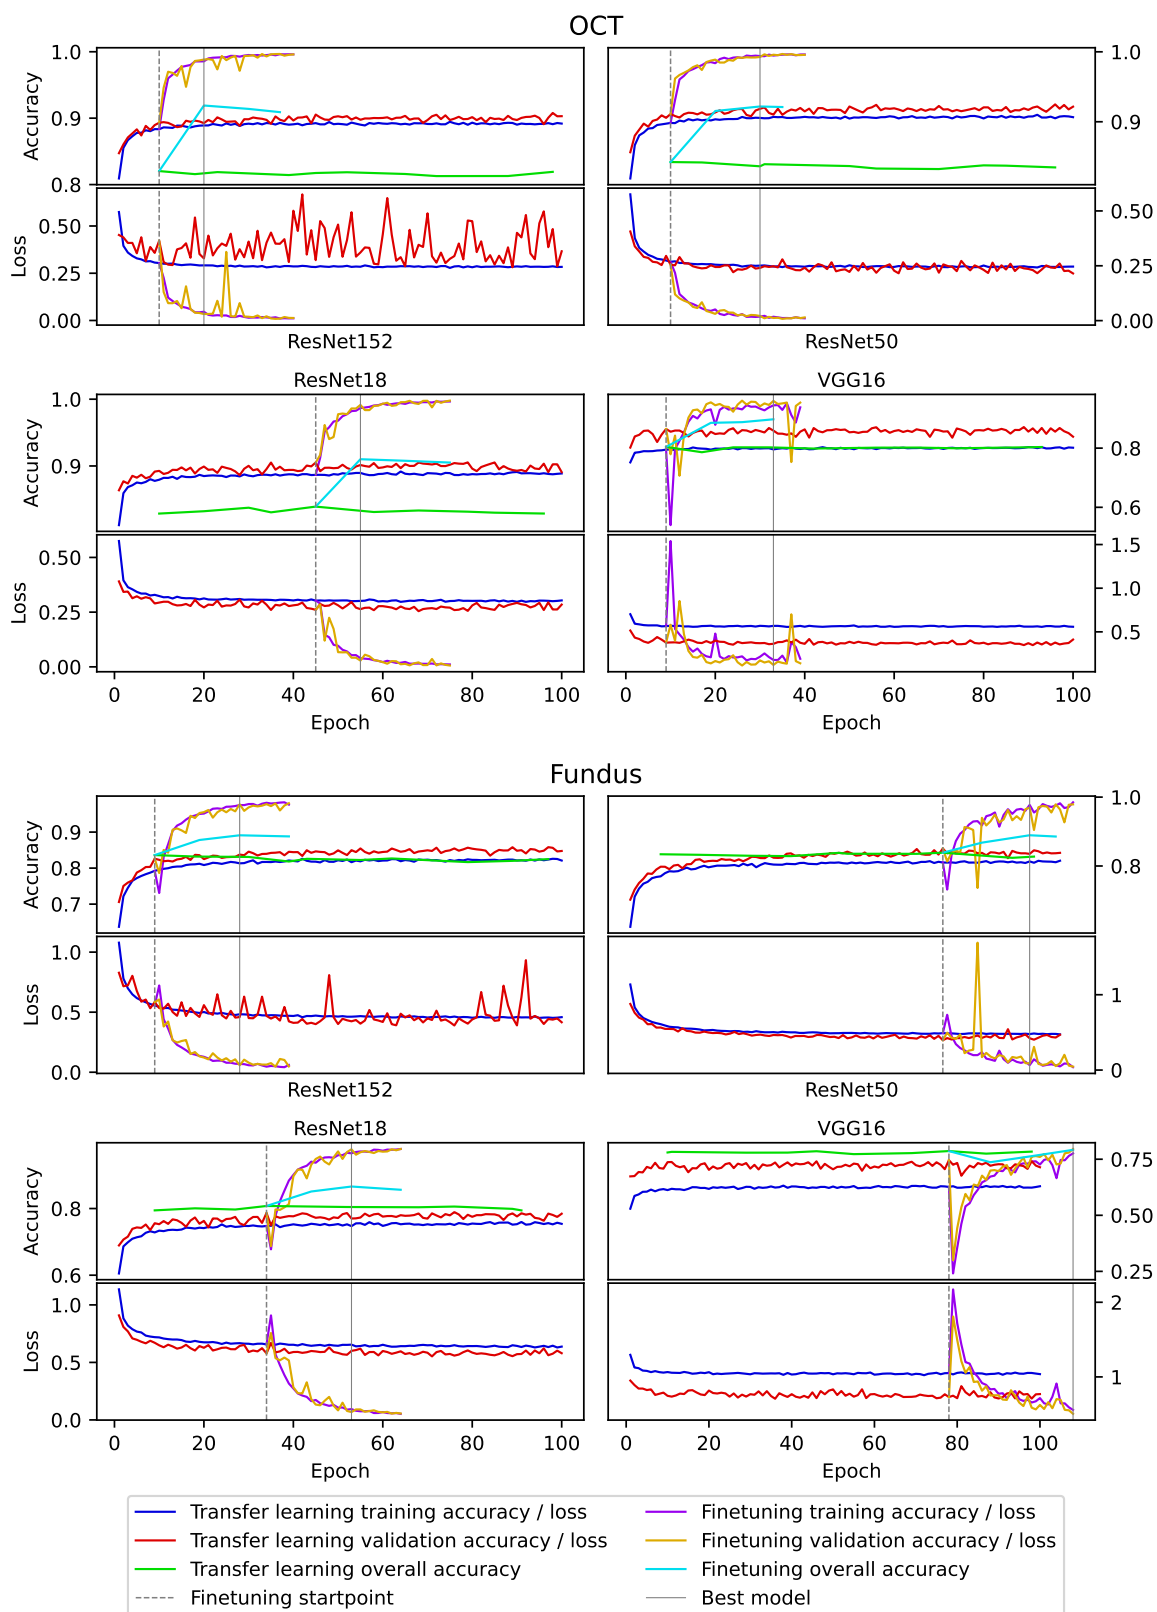 OCT
1.0
0.9
0.8
Accuracy
1.0
0.9
0.50
0.25
0.00
Loss
0.50
0.25
0.00
ResNet152
ResNet50
ResNet18
VGG16
1.0
0.9
Accuracy
0.8
0.6
0.50
0.25
0.00
Loss
1.5
1.0
0.5
0 20 40 60 80 100
0 20 40 60 80 100
Epoch
Epoch
Fundus
0.9
0.8
0.7
Accuracy
1.0
0.8
1.0
0.5
0.0
Loss
1
0
ResNet152
ResNet50
ResNet18
VGG16
0.8
0.6
Accuracy
0.75
0.50
0.25
1.0
0.5
0.0
Loss
2
1
0 20 40 60 80 100
0 20 40 60 80 100
Epoch
Epoch
Transfer learning training accuracy / loss
Transfer learning validation accuracy / loss
Transfer learning overall accuracy
Finetuning startpoint
Finetuning training accuracy / loss
Finetuning validation accuracy / loss
Finetuning overall accuracy
Best model